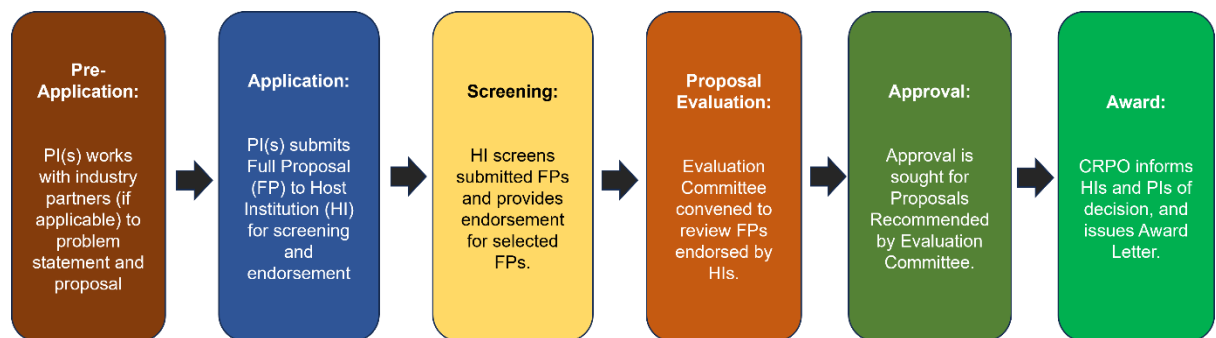 Pre-
Application:
PI(s) works
with industry
partners (if
applicable) to
problem
statement and
proposal
Application:
PI(s) submits
Full Proposal
(FP) to Host
Institution (HI)
for screening
and
endorsement
Screening:
HI screens
submitted FPs
and provides
endorsement
for selected
FPs.
Proposal
Evaluation:
Evaluation
Committee
convened to
review FPs
endorsed by
HIs.
Approval:
Approval is
sought for
Proposals
Recommended
by Evaluation
Committee.
Award:
CRPO informs
HIs and PIs of
decision, and
issues Award
Letter.